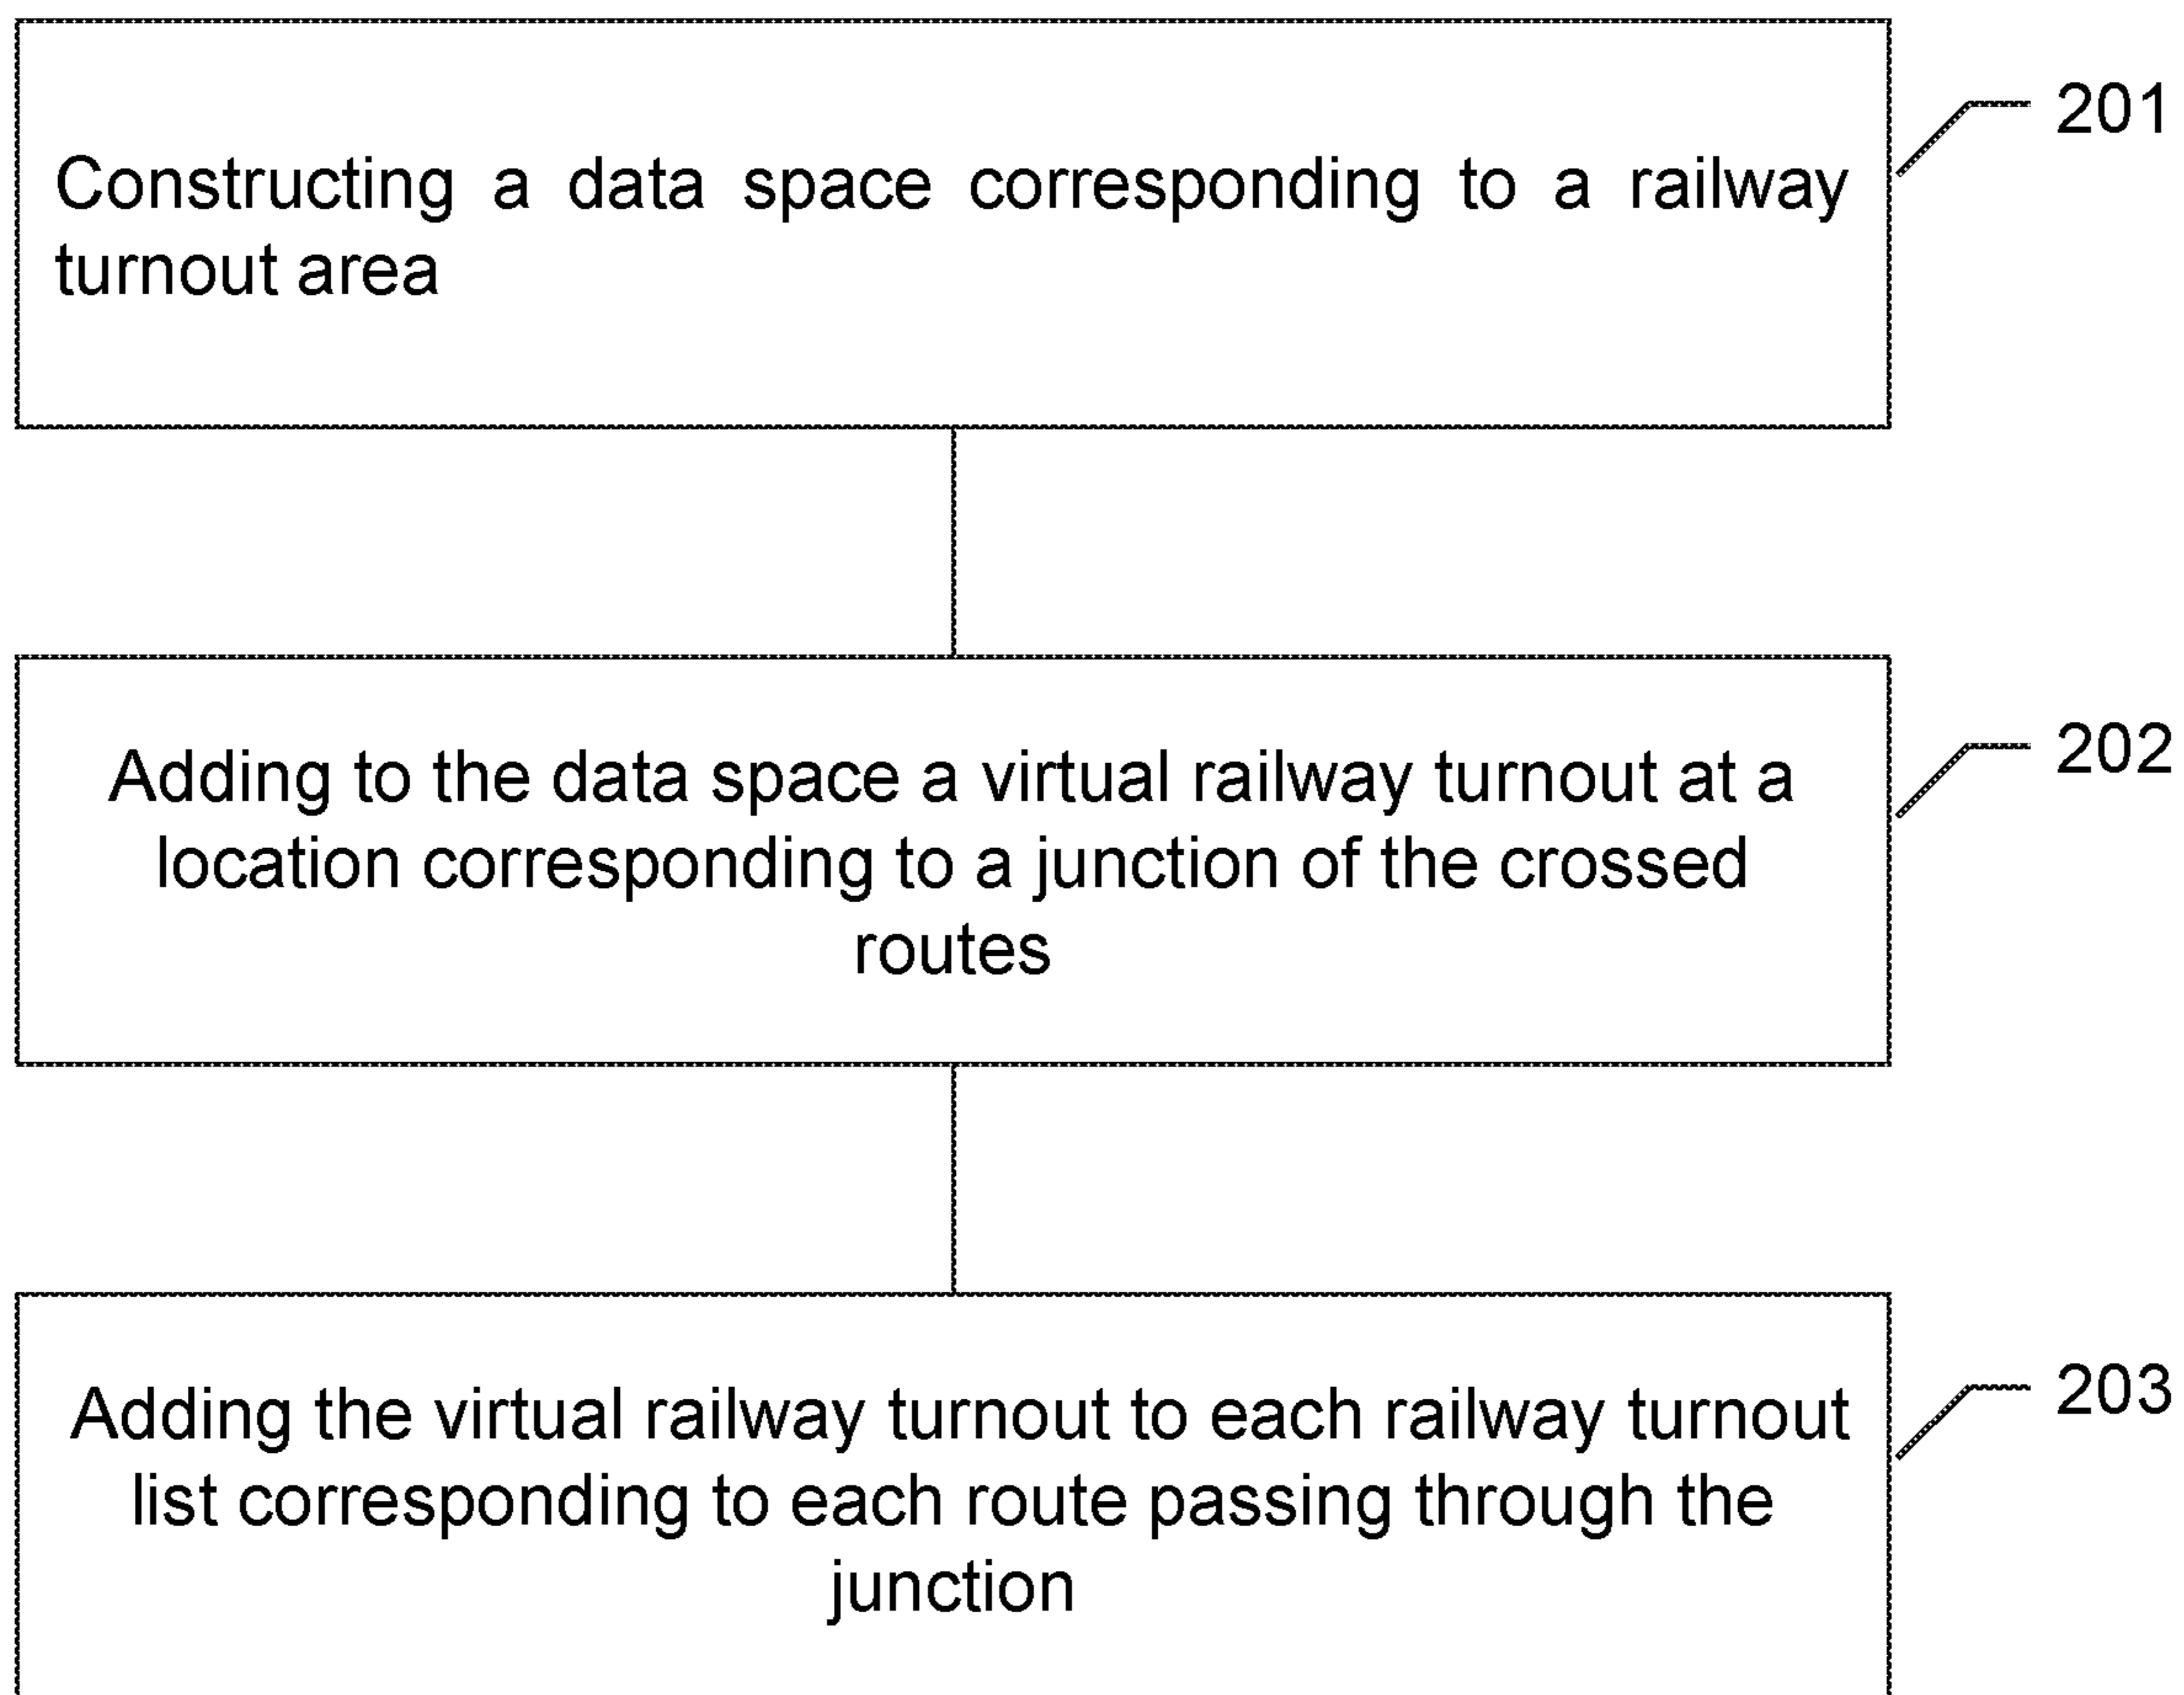 201
Constructing a data space corresponding to a railway
turnout area
202
Adding to the data space a virtual railway turnout at a
location corresponding to a junction of the crossed
routes
203
Adding the virtual railway turnout to each railway turnout
list corresponding to each route passing through the
junction